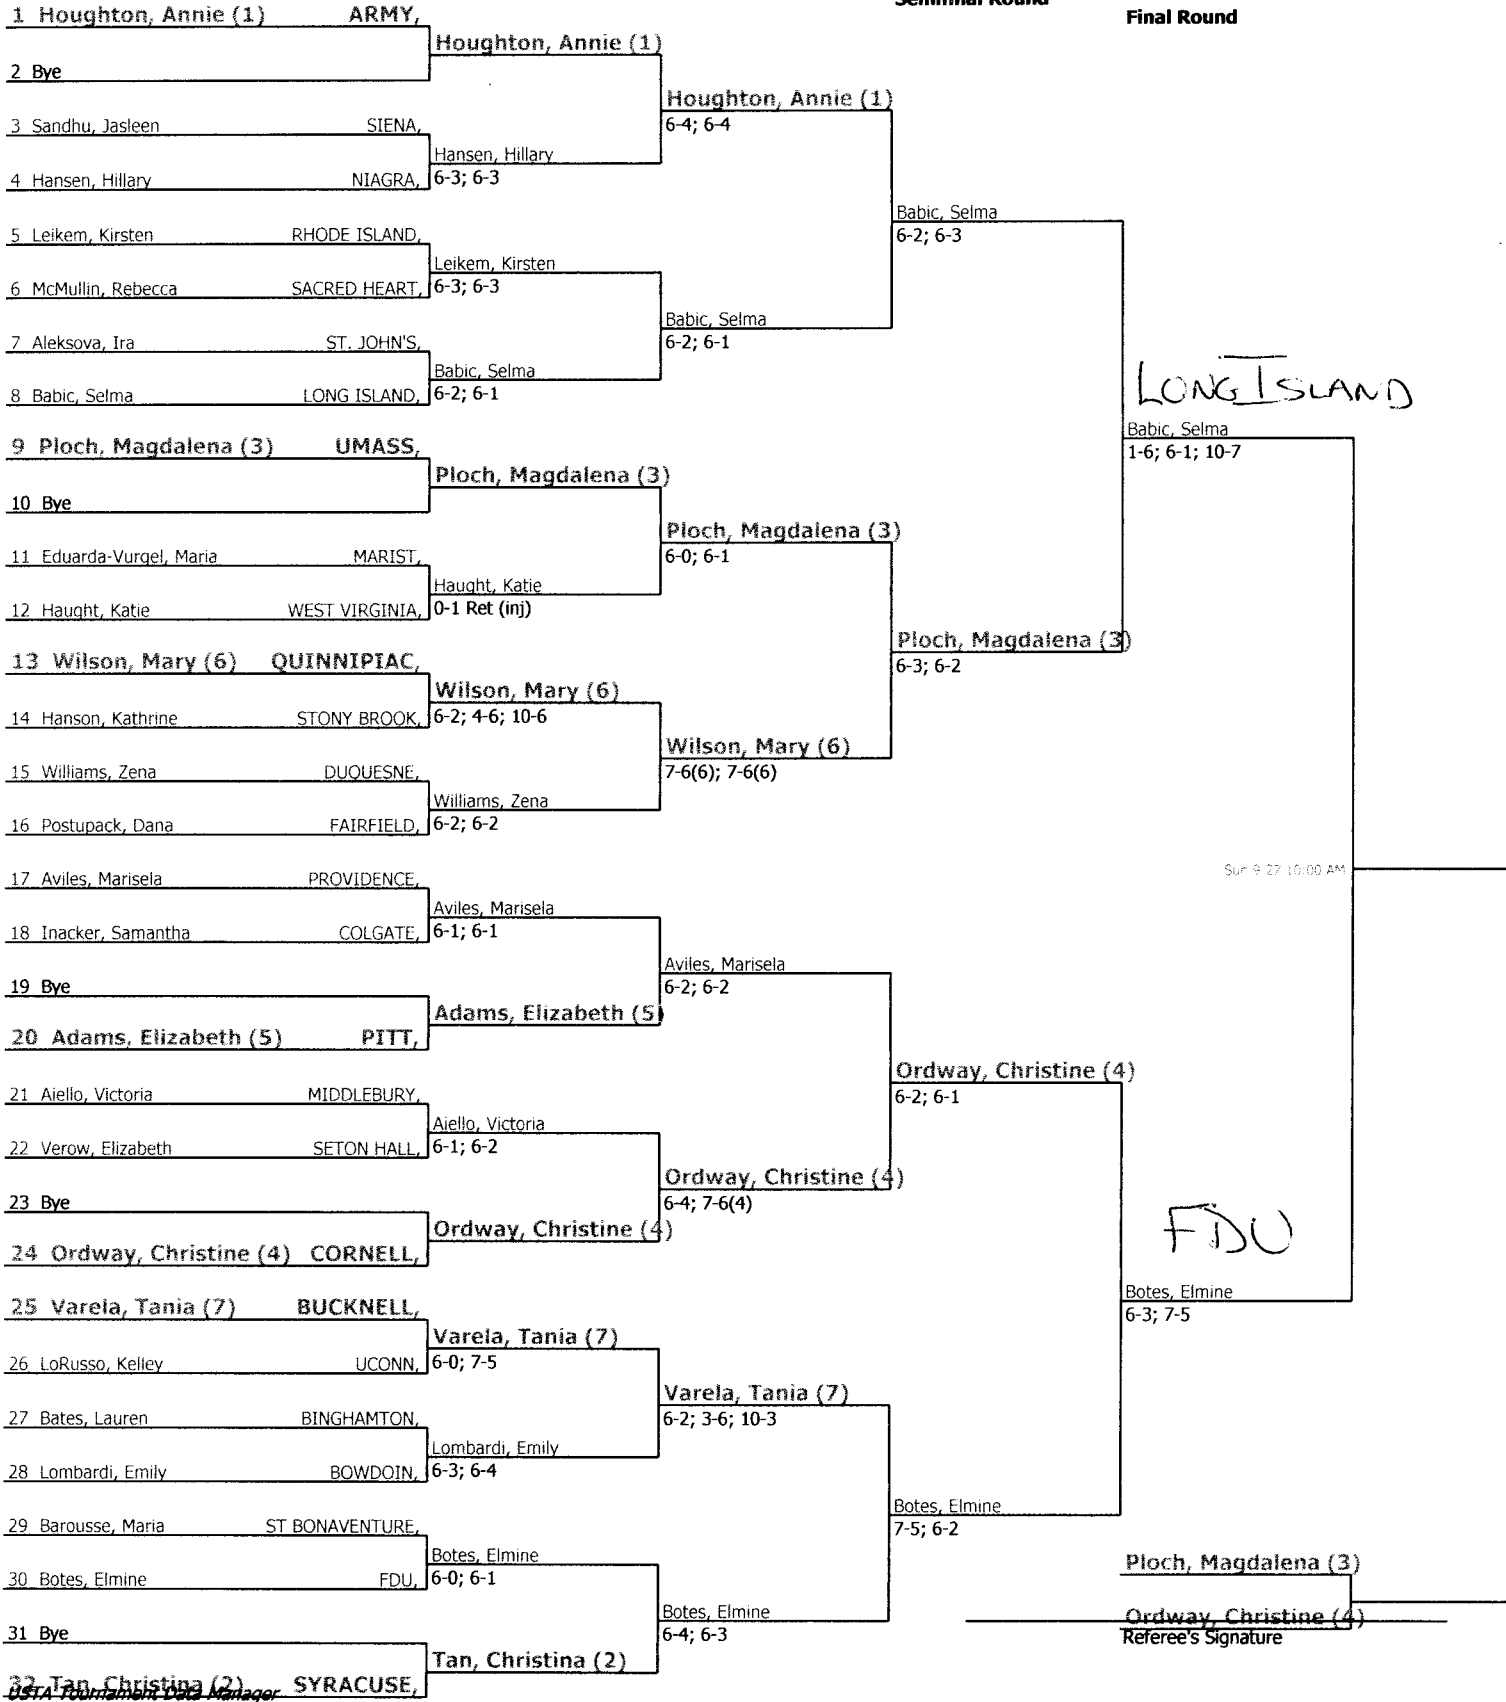 Semifinal Round
Final Round
1 Houghton, Annie (1) ARMY,
Houghton, Annie (1)
2 Bye
Houghton, Annie (1)
6-4; 6-4
3 Sandhu, Jasleen SIENA,
Hansen, Hillary
6-3; 6-3
4 Hansen, Hillary NIAGRA,
Babic, Selma
6-2; 6-3
5 Leikem, Kirsten RHODE ISLAND,
Leikem, Kirsten
6-3; 6-3
6 McMullin, Rebecca SACRED HEART,
Babic, Selma
6-2; 6-1
7 Aleksova, Ira ST. JOHN'S,
Babic, Selma
6-2; 6-1
8 Babic, Selma LONG ISLAND,
LONG ISLAND
Babic, Selma
1-6; 6-1; 10-7
9 Ploch, Magdalena (3) UMASS,
Ploch, Magdalena (3)
10 Bye
Ploch, Magdalena (3)
6-0; 6-1
11 Eduarda-Vurgel, Maria MARIST,
Haught, Katie
0-1 Ret (inj)
12 Haught, Katie WEST VIRGINIA,
Ploch, Magdalena (3)
6-3; 6-2
13 Wilson, Mary (6) QUINNIPIAC,
Wilson, Mary (6)
6-2; 4-6; 10-6
14 Hanson, Kathrine STONY BROOK,
Wilson, Mary (6)
7-6(6); 7-6(6)
15 Williams, Zena DUQUESNE,
Williams, Zena
6-2; 6-2
16 Postupack, Dana FAIRFIELD,
Sun 9 27 10:00 AM
17 Aviles, Marisela PROVIDENCE,
Aviles, Marisela
6-1; 6-1
18 Inacker, Samantha COLGATE,
Aviles, Marisela
6-2; 6-2
19 Bye
Adams, Elizabeth (5)
20 Adams, Elizabeth (5) PITT,
Ordway, Christine (4)
6-2; 6-1
21 Aiello, Victoria MIDDLEBURY,
Aiello, Victoria
6-1; 6-2
22 Verow, Elizabeth SETON HALL,
Ordway, Christine (4)
6-4; 7-6(4)
23 Bye
Ordway, Christine (4)
24 Ordway, Christine (4) CORNELL,
FDU
Botes, Elmine
6-3; 7-5
25 Varela, Tania (7) BUCKNELL,
Varela, Tania (7)
6-0; 7-5
26 LoRusso, Kelley UCONN,
Varela, Tania (7)
6-2; 3-6; 10-3
27 Bates, Lauren BINGHAMTON,
Lombardi, Emily
6-3; 6-4
28 Lombardi, Emily BOWDOIN,
Botes, Elmine
7-5; 6-2
29 Barousse, Maria ST BONAVENTURE,
Botes, Elmine
6-0; 6-1
30 Botes, Elmine FDU,
Botes, Elmine
6-4; 6-3
31 Bye
Tan, Christina (2)
32 Tan, Christina (2) SYRACUSE,
Ploch, Magdalena (3)
Ordway, Christine (4)
Referee's Signature
USTA Tournament Data Manager